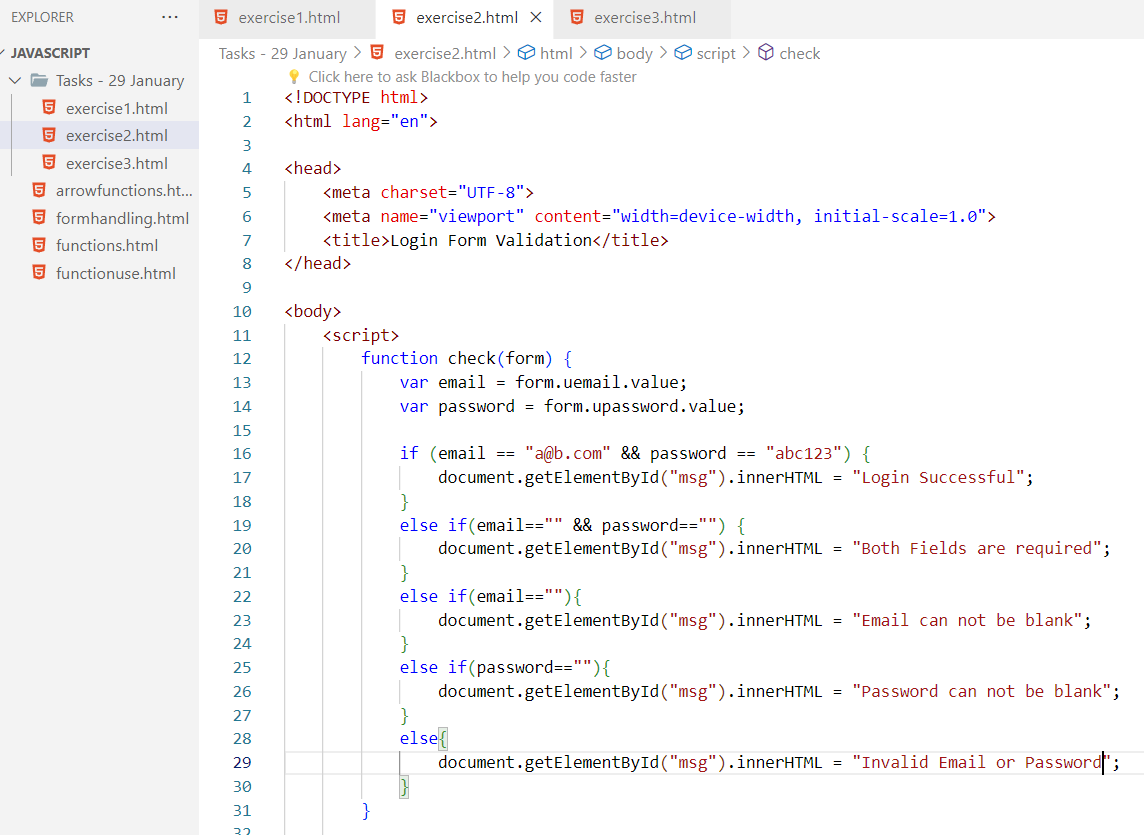 EXPLORER
JAVASCRIPT
Tasks - 29 January
exercise1.html
exercise2.html
exercise3.html
arrowfunctions.ht...
formhandling.html
functions.html
functionuse.html
exercise1.html exercise2.html exercise3.html
Tasks - 29 January > exercise2.html > html > body > script > check
Click here to ask Blackbox to help you code faster
1 <!DOCTYPE html>
2 <html lang="en">
3
4 <head>
5 <meta charset="UTF-8">
6 <meta name="viewport" content="width=device-width, initial-scale=1.0">
7 <title>Login Form Validation</title>
8 </head>
9
10 <body>
11 <script>
12 function check(form) {
13 var email = form.uemail.value;
14 var password = form.upassword.value;
15
16 if (email == "a@b.com" && password == "abc123") {
17 document.getElementById("msg").innerHTML = "Login Successful";
18 }
19 else if(email=="" && password=="") {
20 document.getElementById("msg").innerHTML = "Both Fields are required";
21 }
22 else if(email==""){
23 document.getElementById("msg").innerHTML = "Email can not be blank";
24 }
25 else if(password==""){
26 document.getElementById("msg").innerHTML = "Password can not be blank";
27 }
28 else{
29 document.getElementById("msg").innerHTML = "Invalid Email or Password";
30 }
31 }
32